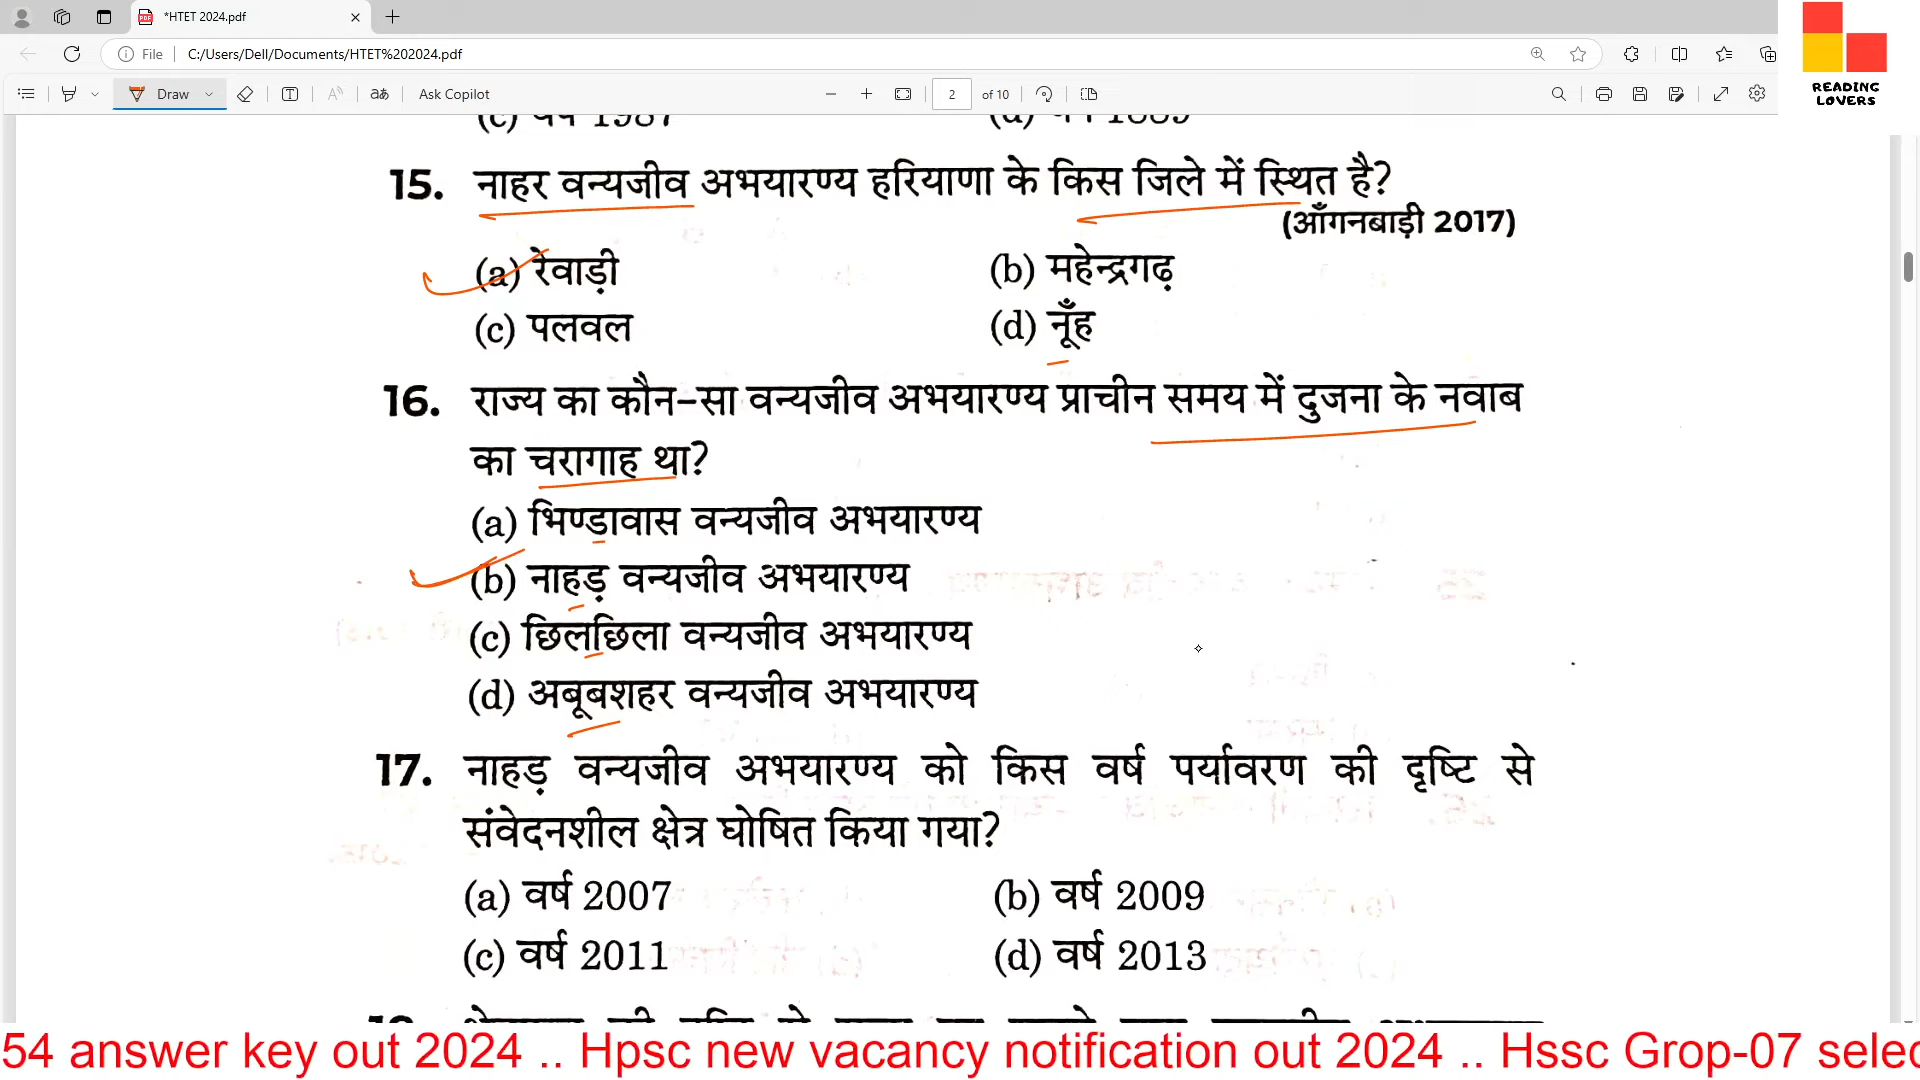 *HTET 2024.pdf
File
C:/Users/Dell/Documents/HTET%202024.pdf
READING
LOVERS
Draw
Ask Copilot
2 of 10
(c) वर्ष 1987
15. नाहर वन्यजीव अभयारण्य हरियाणा के किस जिले में स्थित है?
(आँगनबाड़ी 2017)
(a) रेवाड़ी (b) महेन्द्रगढ़
(c) पलवल (d) नूँह
16. राज्य का कौन-सा वन्यजीव अभयारण्य प्राचीन समय में दुजना के नवाब
का चरागाह था?
(a) भिण्डावास वन्यजीव अभयारण्य
(b) नाहड़ वन्यजीव अभयारण्य
(c) छिलछिला वन्यजीव अभयारण्य
(d) अबूबशहर वन्यजीव अभयारण्य
17. नाहड़ वन्यजीव अभयारण्य को किस वर्ष पर्यावरण की दृष्टि से
संवेदनशील क्षेत्र घोषित किया गया?
(a) वर्ष 2007 (b) वर्ष 2009
(c) वर्ष 2011 (d) वर्ष 2013
54 answer key out 2024 .. Hpsc new vacancy notification out 2024 .. Hssc Grop-07 selec